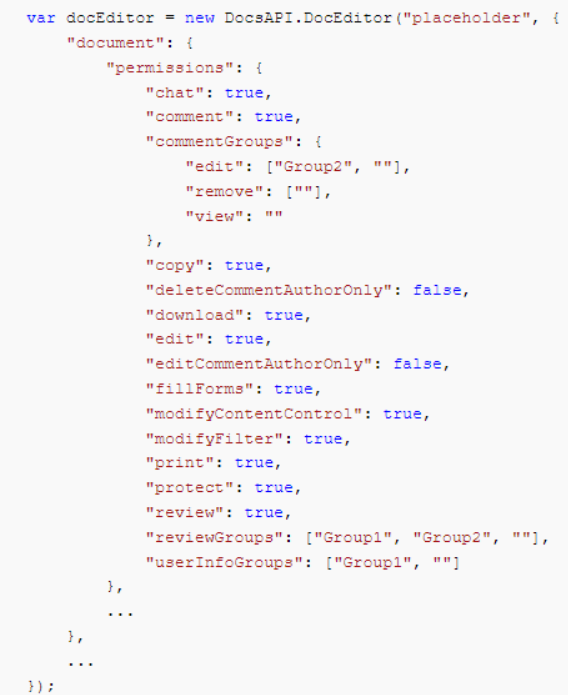 var docEditor = new DocsAPI.DocEditor("placeholder", {
    "document": {
        "permissions": {
            "chat": true,
            "comment": true,
            "commentGroups": {
                "edit": ["Group2", ""],
                "remove": [""],
                "view": ""
            },
            "copy": true,
            "deleteCommentAuthorOnly": false,
            "download": true,
            "edit": true,
            "editCommentAuthorOnly": false,
            "fillForms": true,
            "modifyContentControl": true,
            "modifyFilter": true,
            "print": true,
            "protect": true,
            "review": true,
            "reviewGroups": ["Group1", "Group2", ""],
            "userInfoGroups": ["Group1", ""]
        },
        ...
    },
    ...
});